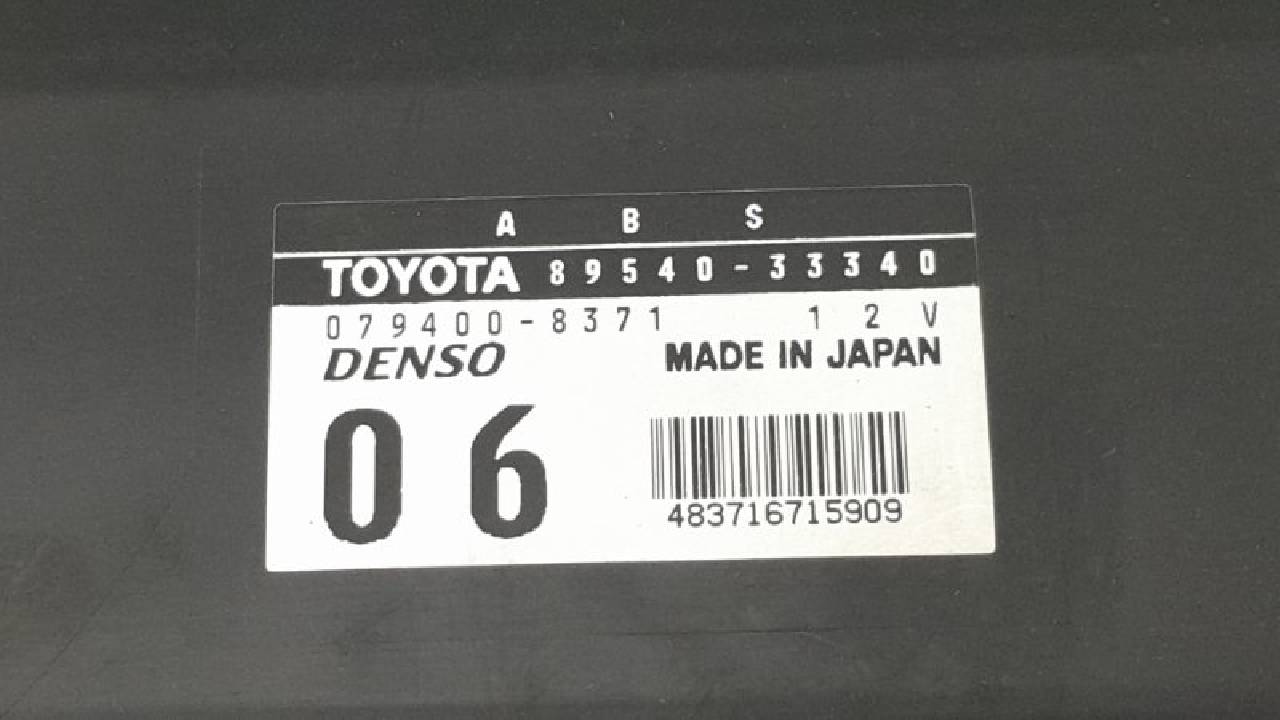 A B S
TOYOTA 89540-33340
079400-8371 12V
DENSO MADE IN JAPAN
06
483716715909